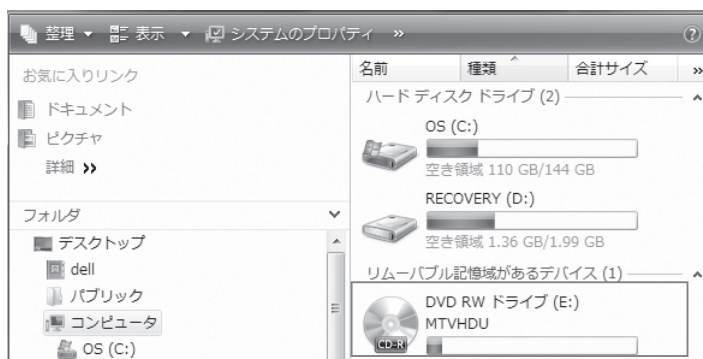 整理 ▼ 表示 ▼ システムのプロパティ »
お気に入りリンク
ドキュメント
ピクチャ
詳細 »
フォルダ
デスクトップ
dell
パブリック
コンピュータ
OS (C:)
名前 種類 合計サイズ »
ハード ディスク ドライブ (2)
OS (C:)
空き領域 110 GB/144 GB
RECOVERY (D:)
空き領域 1.36 GB/1.99 GB
リムーバブル記憶域があるデバイス (1)
DVD RW ドライブ (E:)
MTVHDU
CD-R